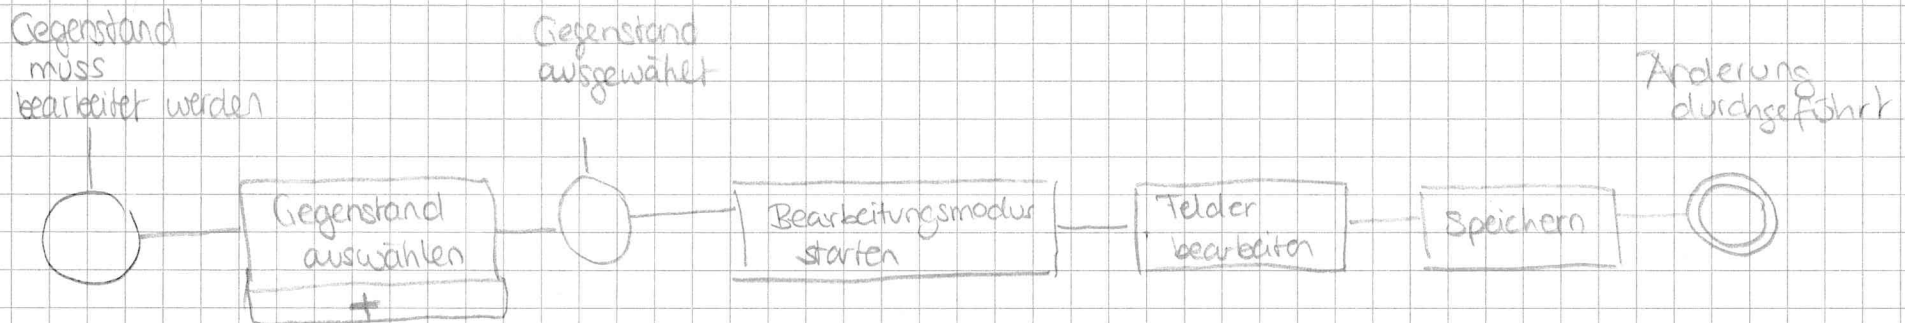 Gegenstand
muss
bearbeitet werden
Gegenstand
ausgewählt
Änderung
durchgeführt
Gegenstand
auswählen
+
Bearbeitungsmodus
starten
Felder
bearbeiten
Speichern